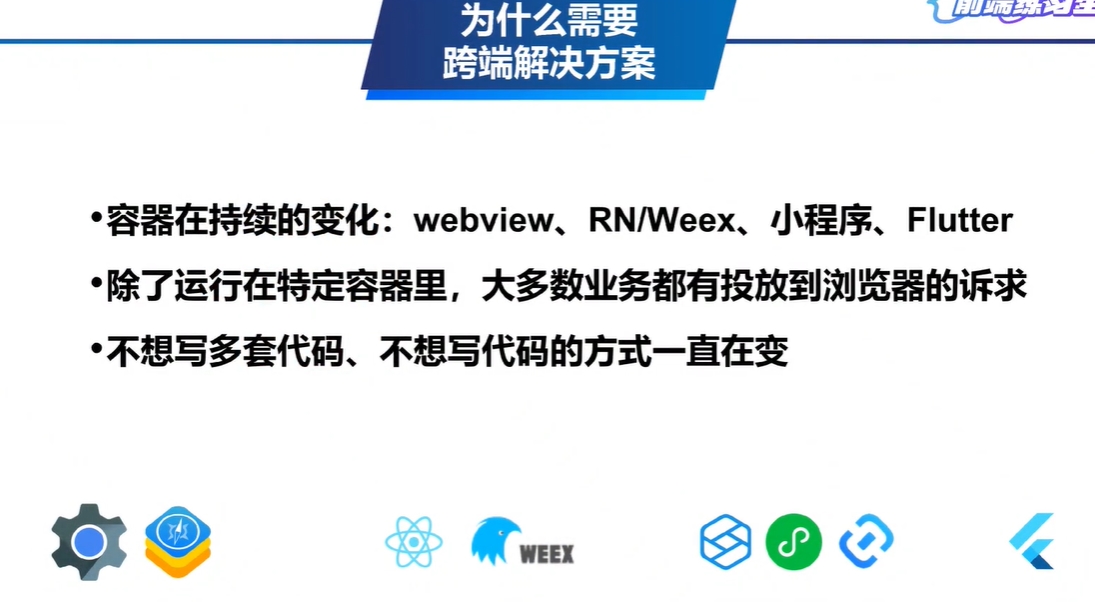 为什么需要
跨端解决方案
•容器在持续的变化：webview、RN/Weex、小程序、Flutter
•除了运行在特定容器里，大多数业务都有投放到浏览器的诉求
•不想写多套代码、不想写代码的方式一直在变
WEEX